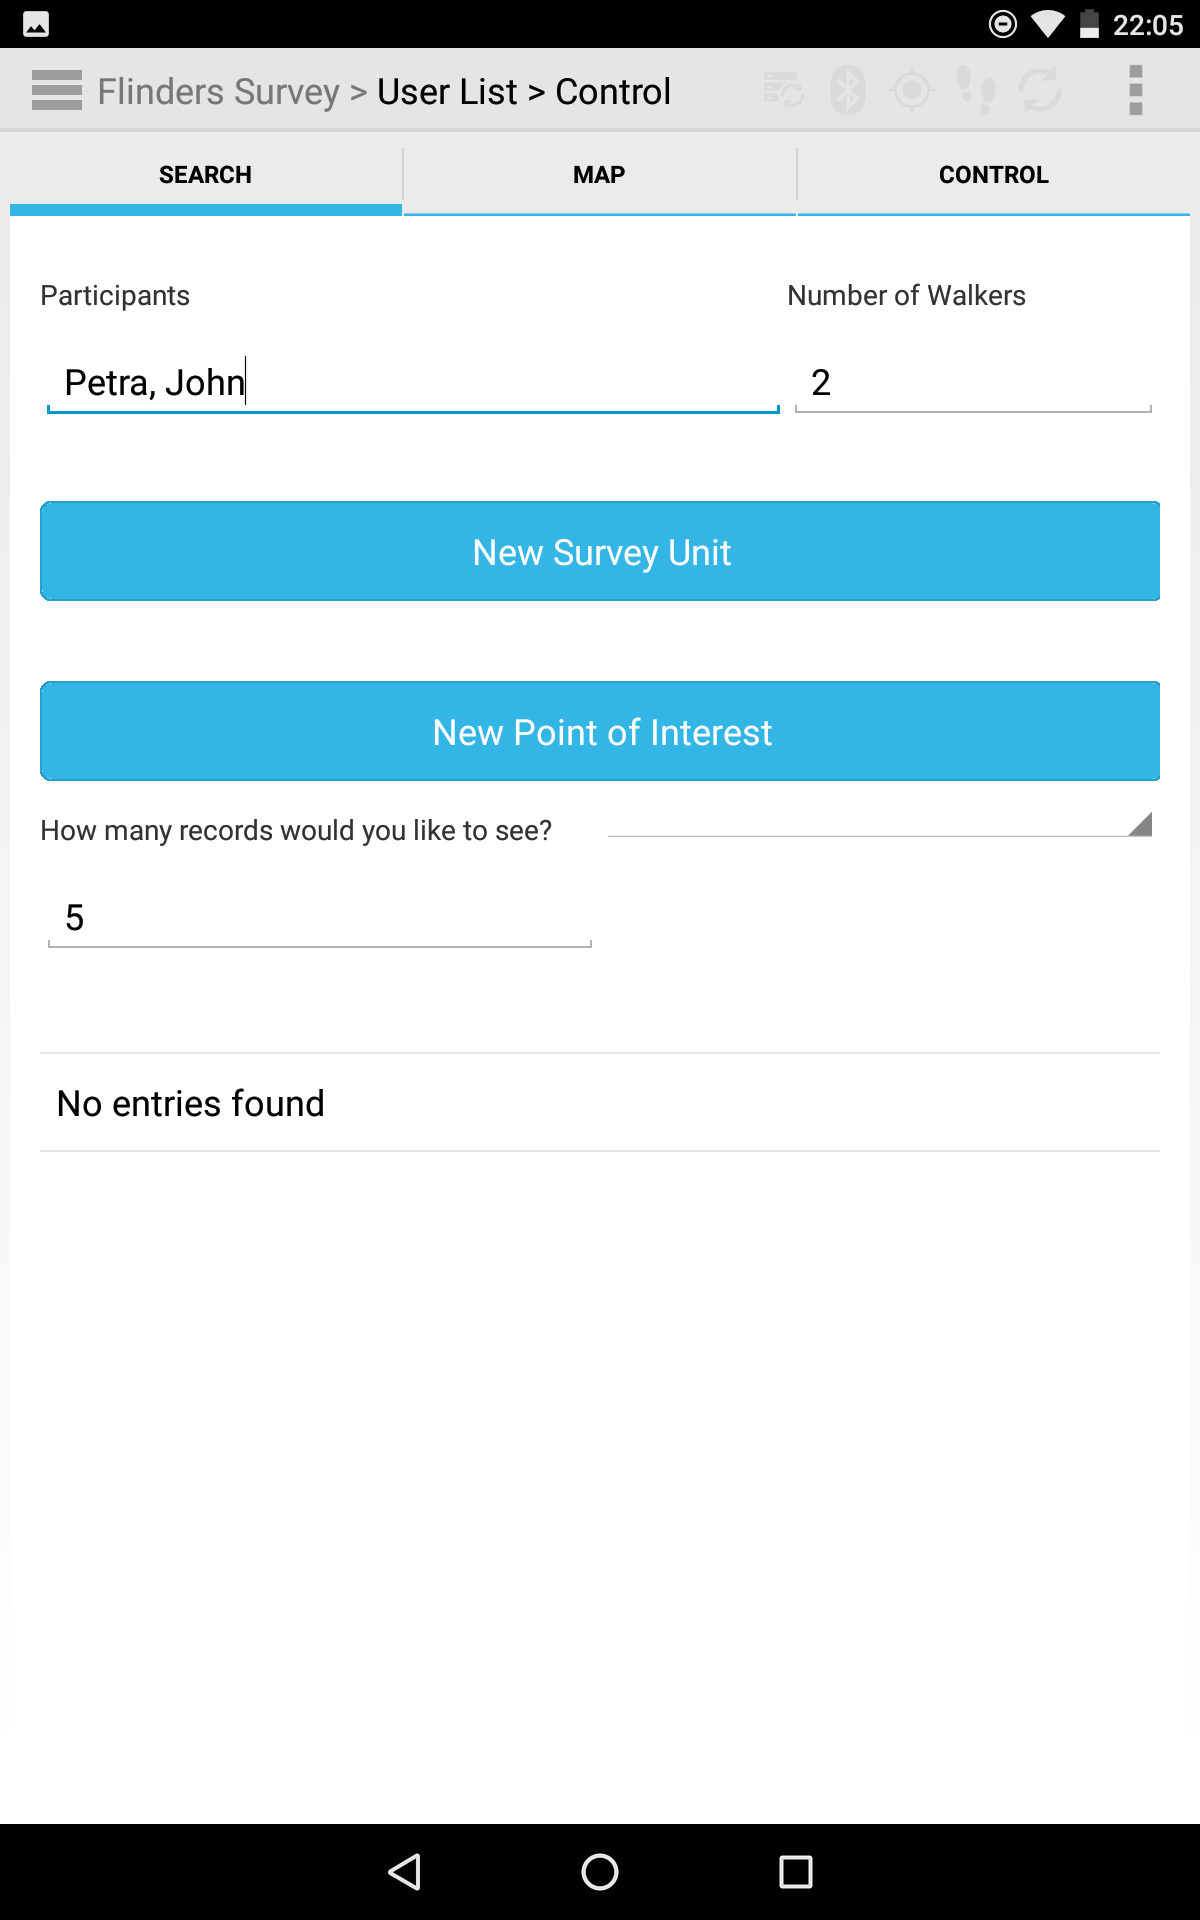 22:05
Flinders Survey > User List > Control
SEARCH
MAP
CONTROL
Participants
Number of Walkers
Petra, John
2
New Survey Unit
New Point of Interest
How many records would you like to see?
5
No entries found